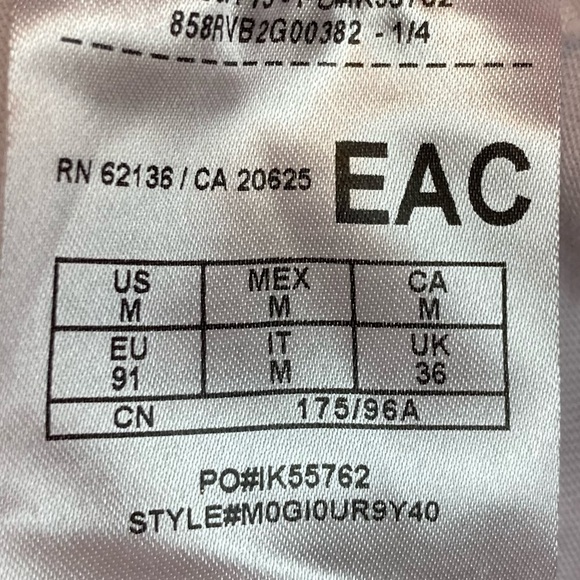 858RVB2G00382 - 1/4
RN 62136 / CA 20625
EAC
US MEX CA
M M M
EU IT UK
91 M 36
CN 175/96A
PO#IK55762
STYLE#M0GI0UR9Y40